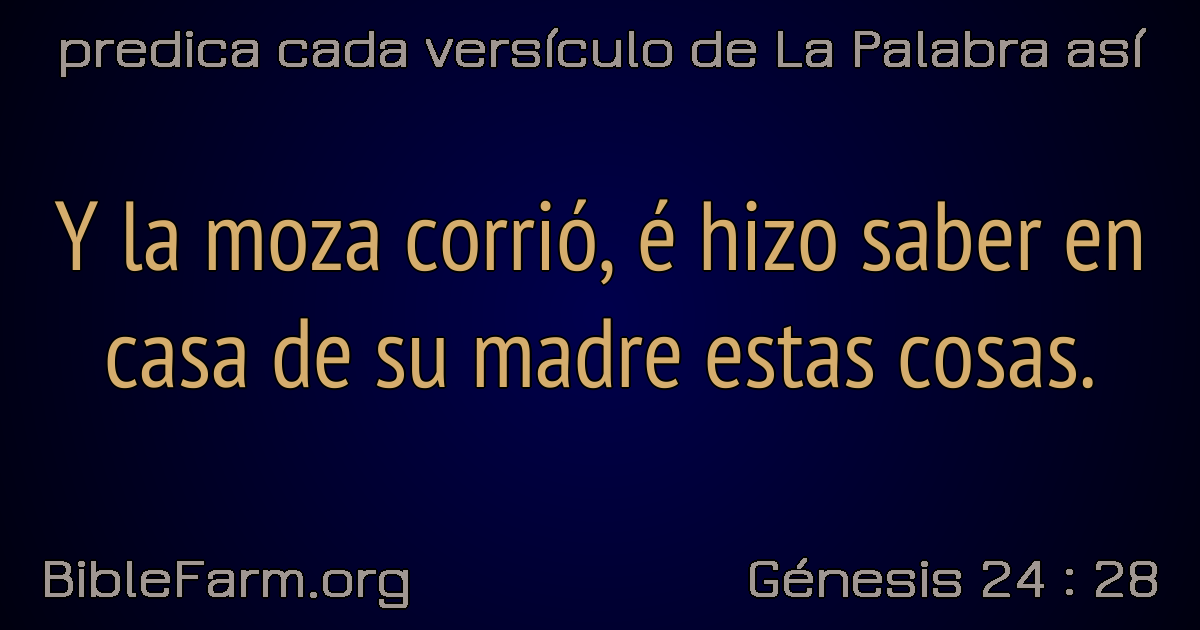 predica cada versículo de La Palabra así
Y la moza corrió, é hizo saber en
casa de su madre estas cosas.
BibleFarm.org
Génesis 24 : 28